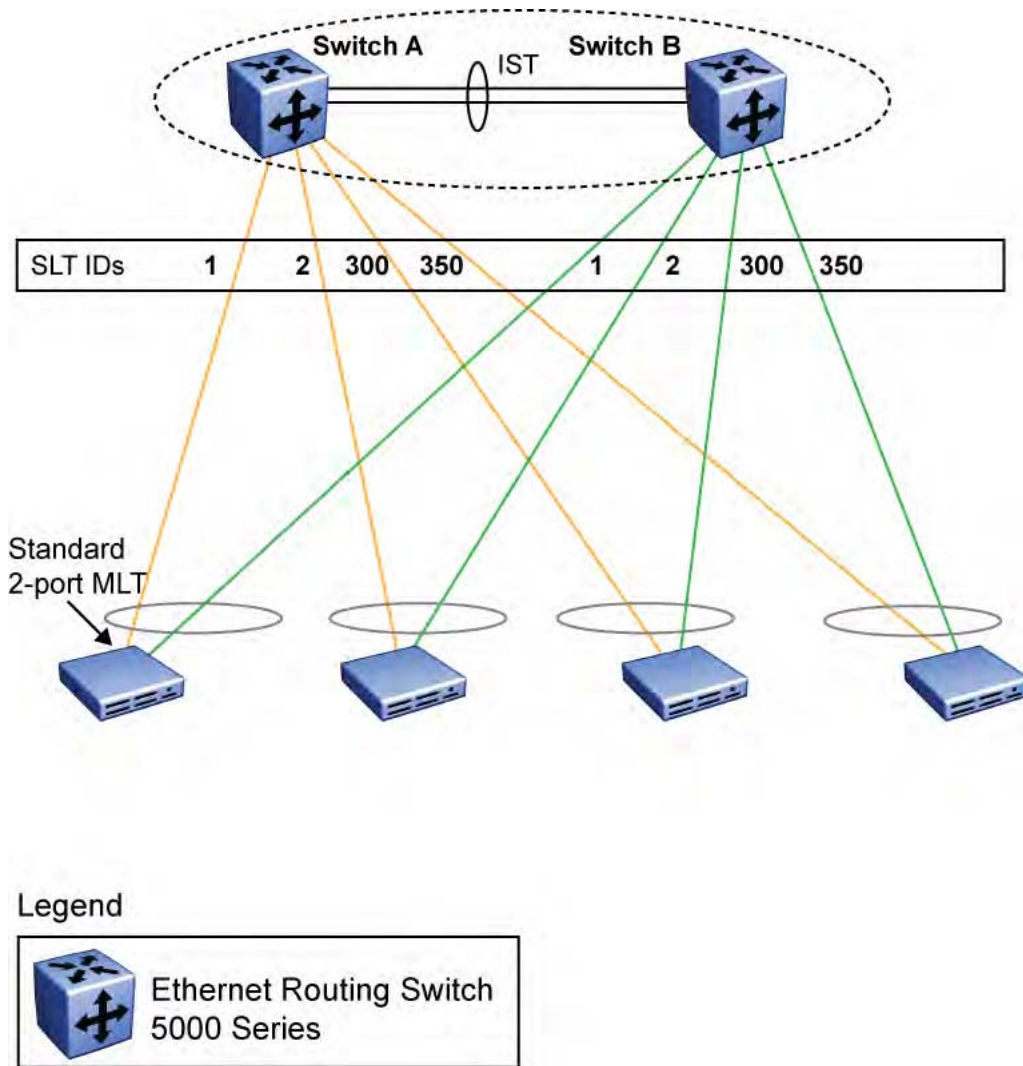 Switch A
Switch B
IST
SLT IDs 1 2 300 350 1 2 300 350
Standard
2-port MLT
Legend
Ethernet Routing Switch
5000 Series